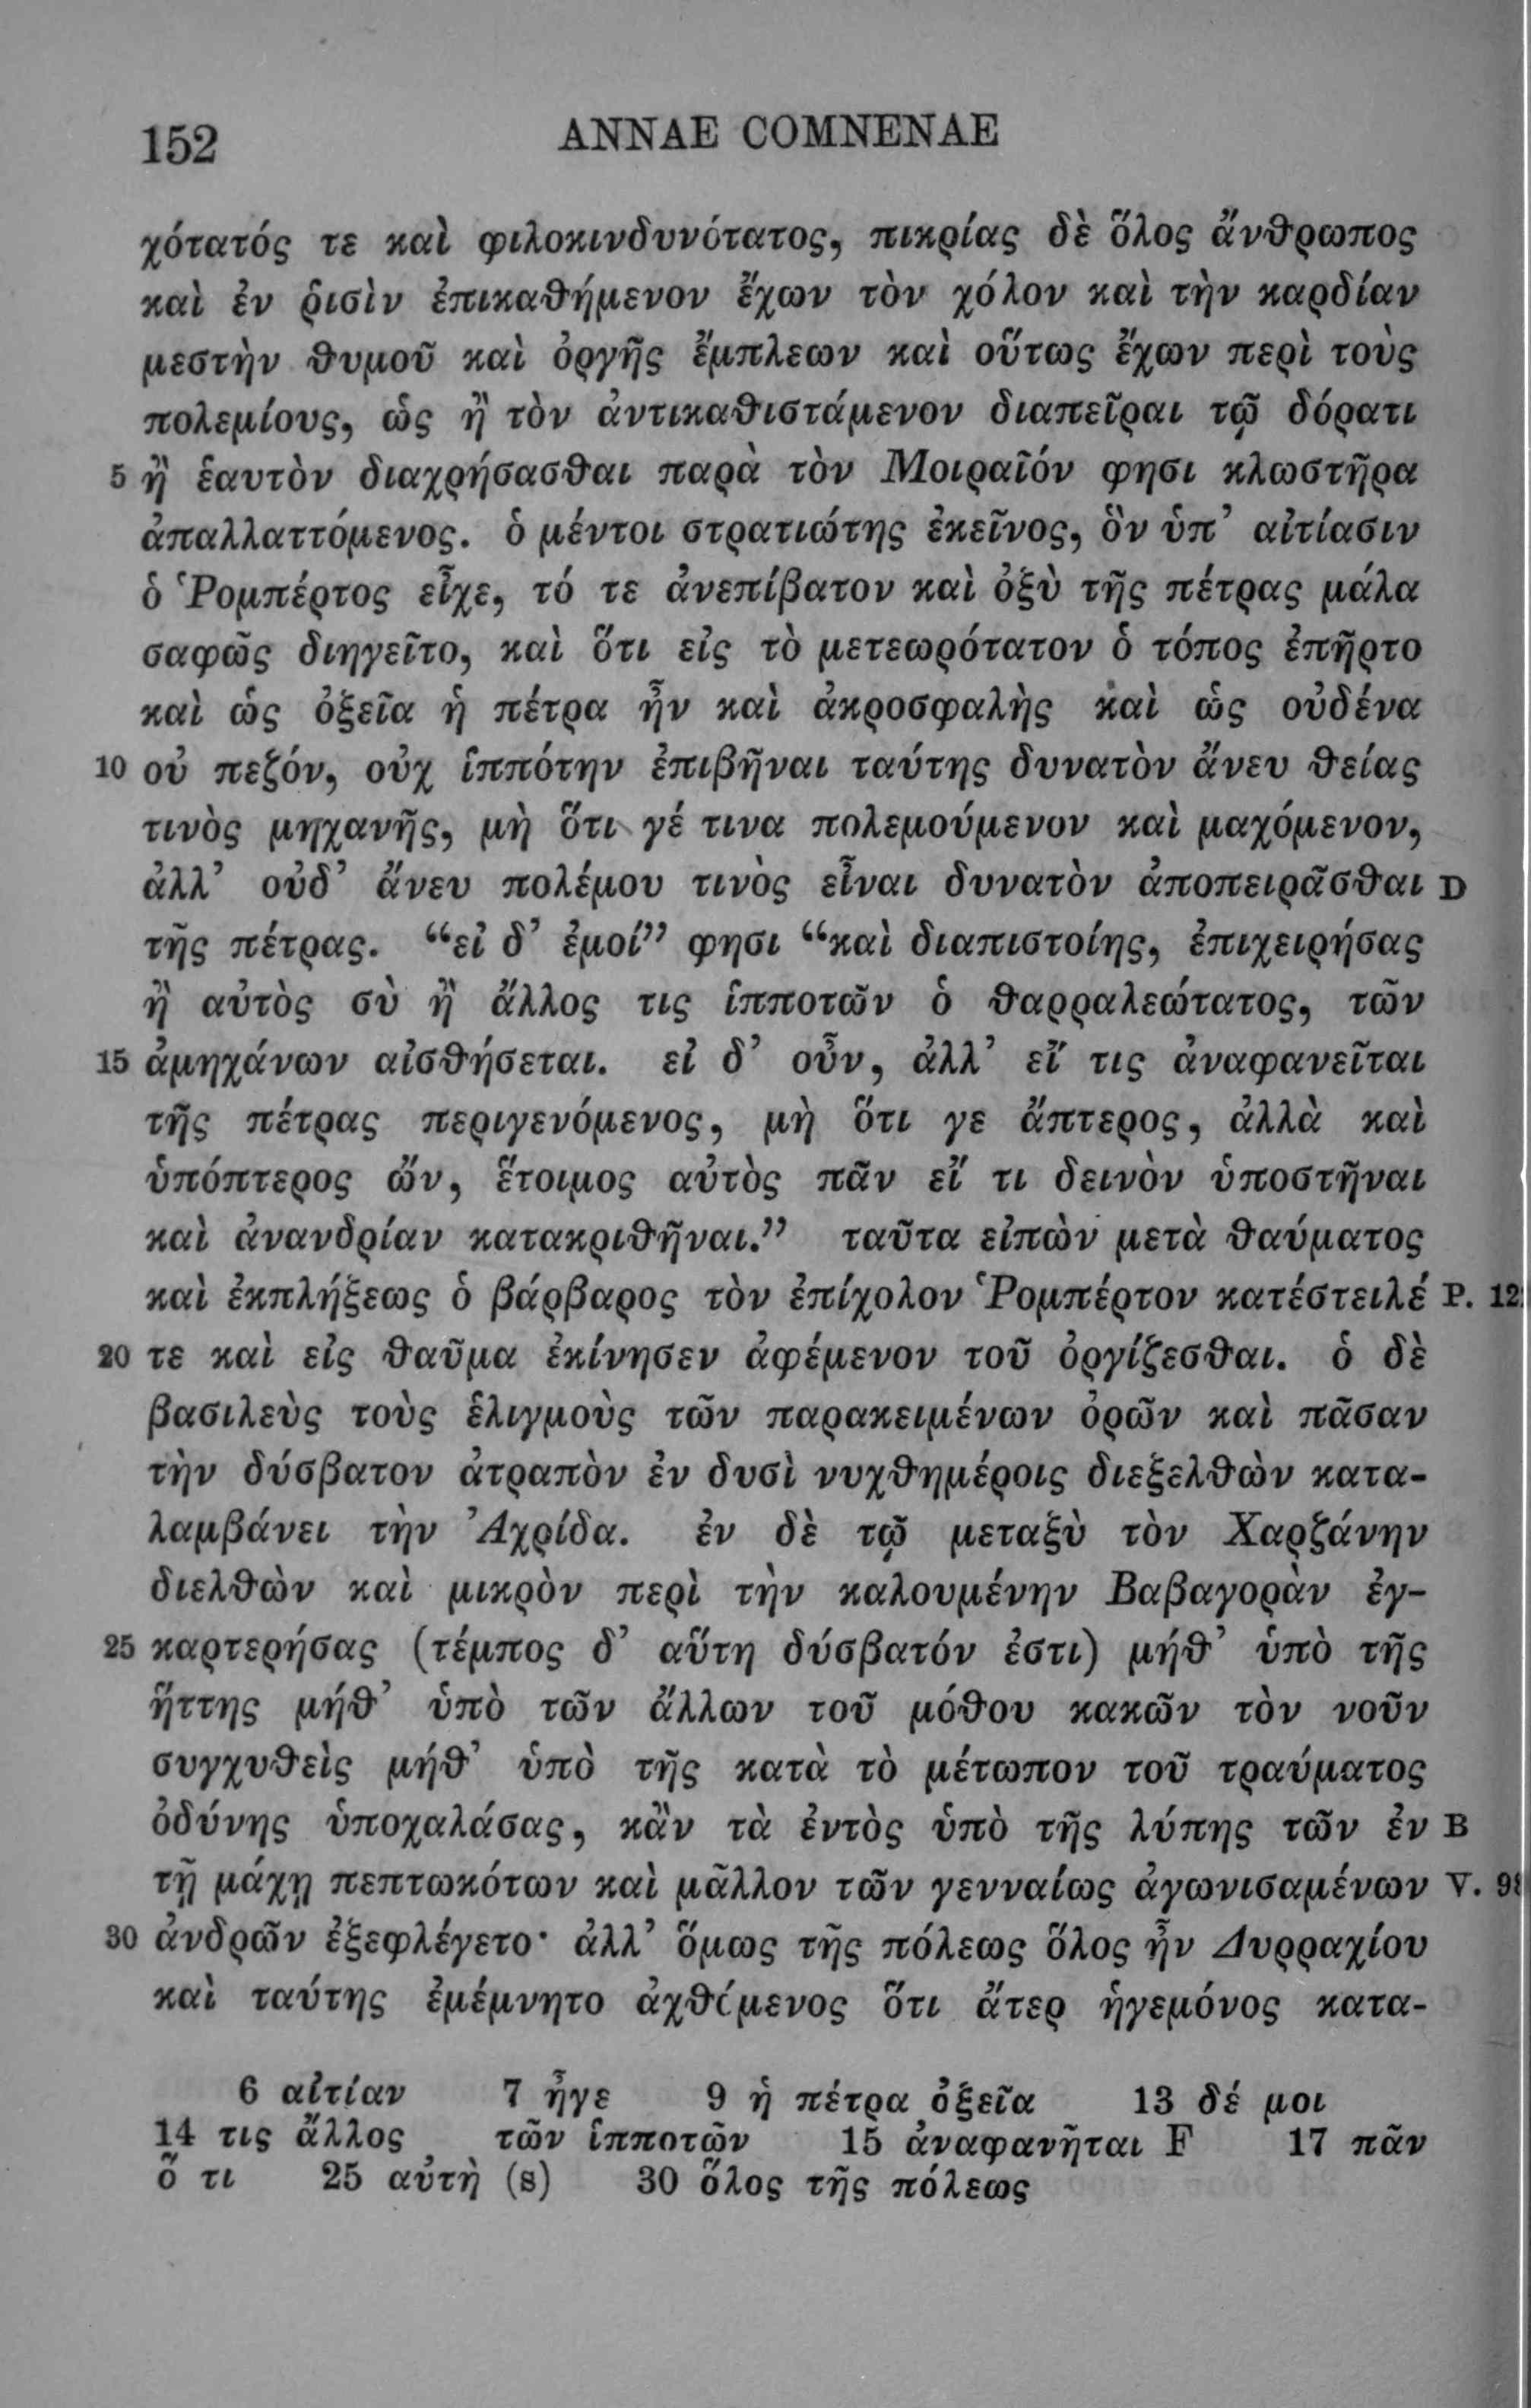 152
ANNAE COMNENAE
χότατός τε καὶ φιλοκινδυνότατος, πικρίας δὲ ὅλος ἄνθρωπος
καὶ ἐν ῥισὶν ἐπικαθήμενον ἔχων τὸν χόλον καὶ τὴν καρδίαν
μεστὴν θυμοῦ καὶ ὀργῆς ἔμπλεων καὶ οὕτως ἔχων περὶ τοὺς
πολεμίους, ὡς ἢ τὸν ἀντικαθιστάμενον διαπεῖραι τῷ δόρατι
5 ἢ ἑαυτὸν διαχρήσασθαι παρὰ τὸν Μοιραῖόν φησι κλωστῆρα
ἀπαλλαττόμενος. ὁ μέντοι στρατιώτης ἐκεῖνος, ὃν ὑπ’ αἰτίασιν
ὁ Ῥομπέρτος εἶχε, τό τε ἀνεπίβατον καὶ ὀξὺ τῆς πέτρας μάλα
σαφῶς διηγεῖτο, καὶ ὅτι εἰς τὸ μετεωρότατον ὁ τόπος ἐπῆρτο
καὶ ὡς ὀξεῖα ἡ πέτρα ἦν καὶ ἀκροσφαλὴς καὶ ὡς οὐδένα
10 οὐ πεζόν, οὐχ ἱππότην ἐπιβῆναι ταύτης δυνατὸν ἄνευ θείας
τινὸς μηχανῆς, μὴ ὅτι γέ τινα πολεμούμενον καὶ μαχόμενον,
ἀλλ’ οὐδ’ ἄνευ πολέμου τινὸς εἶναι δυνατὸν ἀποπειρᾶσθαι D
τῆς πέτρας. “εἰ δ’ ἐμοί” φησι “καὶ διαπιστοίης, ἐπιχειρήσας
ἢ αὐτὸς σὺ ἢ ἄλλος τις ἱπποτῶν ὁ θαρραλεώτατος, τῶν
15 ἀμηχάνων αἰσθήσεται. εἰ δ’ οὖν, ἀλλ’ εἴ τις ἀναφανεῖται
τῆς πέτρας περιγενόμενος, μὴ ὅτι γε ἄπτερος, ἀλλὰ καὶ
ὑπόπτερος ὤν, ἕτοιμος αὐτὸς πᾶν εἴ τι δεινὸν ὑποστῆναι
καὶ ἀνανδρίαν κατακριθῆναι.” ταῦτα εἰπὼν μετὰ θαύματος
καὶ ἐκπλήξεως ὁ βάρβαρος τὸν ἐπίχολον Ῥομπέρτον κατέστειλέ P. 12
20 τε καὶ εἰς θαῦμα ἐκίνησεν ἀφέμενον τοῦ ὀργίζεσθαι. ὁ δὲ
βασιλεὺς τοὺς ἑλιγμοὺς τῶν παρακειμένων ὀρῶν καὶ πᾶσαν
τὴν δύσβατον ἀτραπὸν ἐν δυσὶ νυχθημέροις διεξελθὼν κατα-
λαμβάνει τὴν Ἀχρίδα. ἐν δὲ τῷ μεταξὺ τὸν Χαρζάνην
διελθὼν καὶ μικρὸν περὶ τὴν καλουμένην Βαβαγορὰν ἐγ-
25 καρτερήσας (τέμπος δ’ αὕτη δύσβατόν ἐστι) μήθ’ ὑπὸ τῆς
ἥττης μήθ’ ὑπὸ τῶν ἄλλων τοῦ μόθου κακῶν τὸν νοῦν
συγχυθεὶς μήθ’ ὑπὸ τῆς κατὰ τὸ μέτωπον τοῦ τραύματος
ὀδύνης ὑποχαλάσας, κἂν τὰ ἐντὸς ὑπὸ τῆς λύπης τῶν ἐν B
τῇ μάχῃ πεπτωκότων καὶ μᾶλλον τῶν γενναίως ἀγωνισαμένων V. 98
30 ἀνδρῶν ἐξεφλέγετο· ἀλλ’ ὅμως τῆς πόλεως ὅλος ἦν Δυρραχίου
καὶ ταύτης ἐμέμνητο ἀχθόμενος ὅτι ἄτερ ἡγεμόνος κατα-
6 αἰτίαν 7 ἦγε 9 ἡ πέτρα ὀξεῖα 13 δέ μοι
14 τις ἄλλος τῶν ἱπποτῶν 15 ἀναφανῆται F 17 πᾶν
ὅ τι 25 αὐτὴ (s) 30 ὅλος τῆς πόλεως